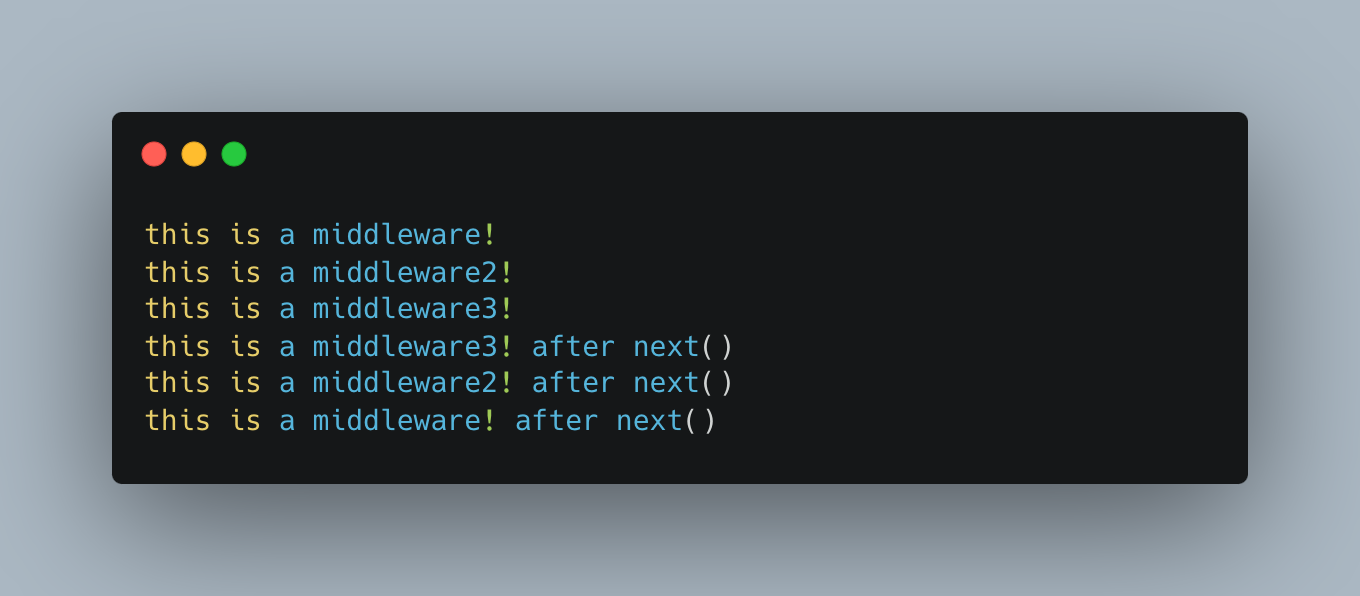 this is a middleware!
this is a middleware2!
this is a middleware3!
this is a middleware3! after next()
this is a middleware2! after next()
this is a middleware! after next()